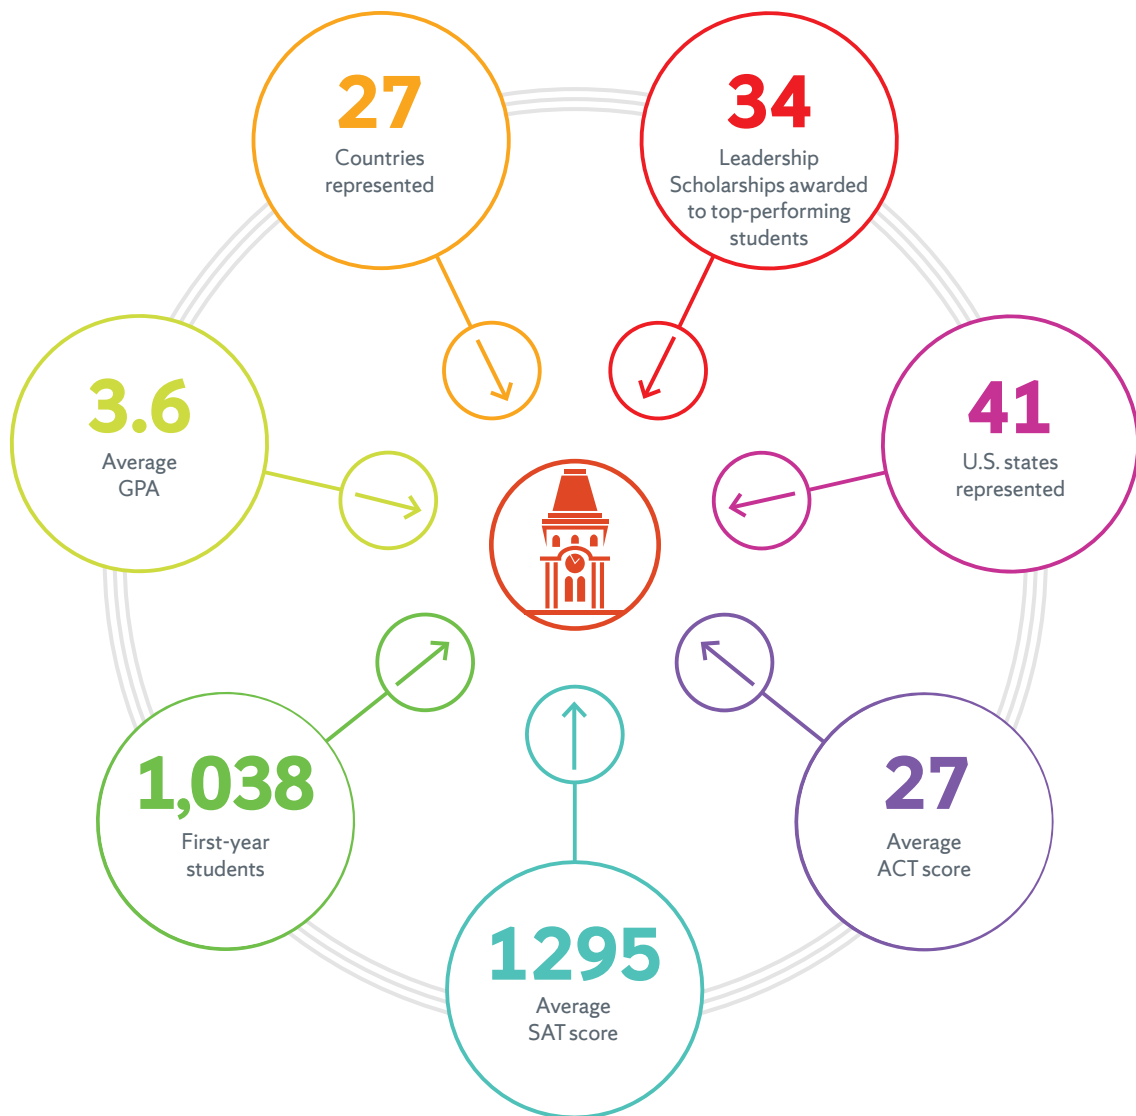 27
Countries
represented
34
Leadership
Scholarships awarded
to top-performing
students
3.6
Average
GPA
41
U.S. states
represented
1,038
First-year
students
27
Average
ACT score
1295
Average
SAT score